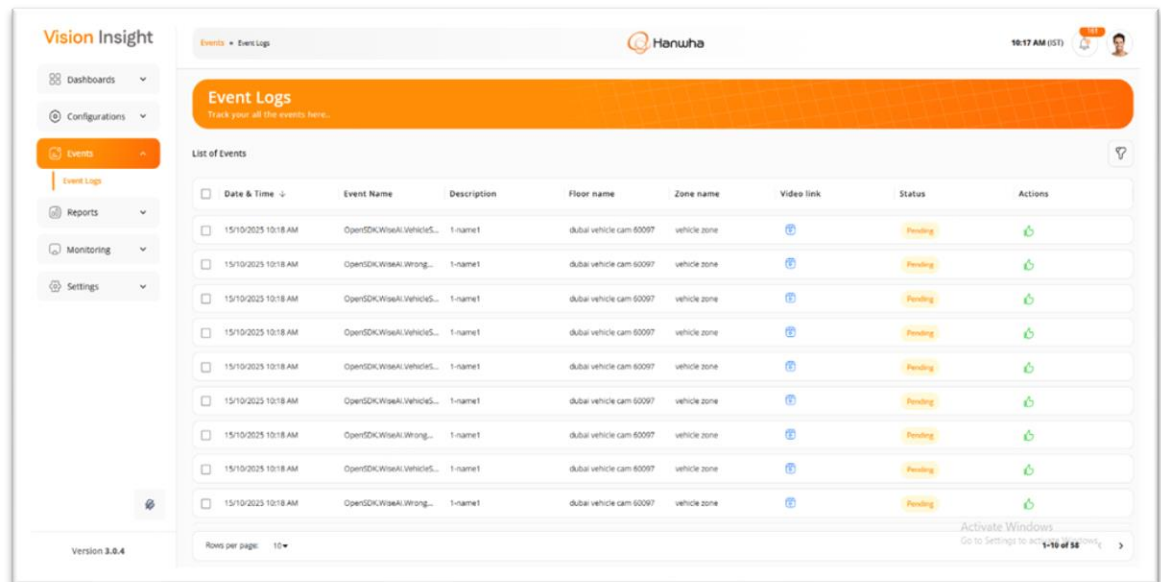 Vision Insight
Events • Event Logs
Hanwha
10:17 AM (IST)
Dashboards
Configurations
Events
Event Logs
Reports
Monitoring
Settings
Version 3.0.4
Event Logs
Track your all the events here..
List of Events
Date & Time ↓ Event Name Description Floor name Zone name Video link Status Actions
15/10/2025 10:18 AM OpenSDK.WiseAI.VehicleS... 1-name1 dubai vehicle cam 60097 vehicle zone Pending
15/10/2025 10:18 AM OpenSDK.WiseAI.Wrong... 1-name1 dubai vehicle cam 60097 vehicle zone Pending
15/10/2025 10:18 AM OpenSDK.WiseAI.VehicleS... 1-name1 dubai vehicle cam 60097 vehicle zone Pending
15/10/2025 10:18 AM OpenSDK.WiseAI.VehicleS... 1-name1 dubai vehicle cam 60097 vehicle zone Pending
15/10/2025 10:18 AM OpenSDK.WiseAI.VehicleS... 1-name1 dubai vehicle cam 60097 vehicle zone Pending
15/10/2025 10:18 AM OpenSDK.WiseAI.VehicleS... 1-name1 dubai vehicle cam 60097 vehicle zone Pending
15/10/2025 10:18 AM OpenSDK.WiseAI.Wrong... 1-name1 dubai vehicle cam 60097 vehicle zone Pending
15/10/2025 10:18 AM OpenSDK.WiseAI.VehicleS... 1-name1 dubai vehicle cam 60097 vehicle zone Pending
15/10/2025 10:18 AM OpenSDK.WiseAI.Wrong... 1-name1 dubai vehicle cam 60097 vehicle zone Pending
Activate Windows
Go to Settings to activate Windows.
Rows per page: 10 1-10 of 58